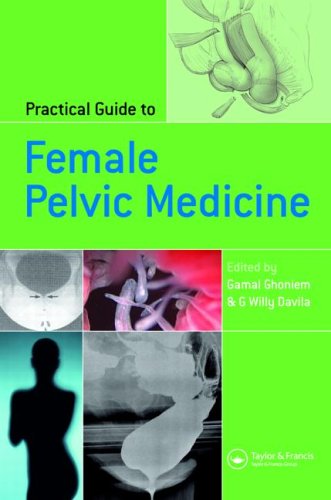 Practical Guide to
Female
Pelvic Medicine
Edited by
Gamal Ghoniem
& G Willy Davila
Taylor & Francis
Taylor & Francis Group